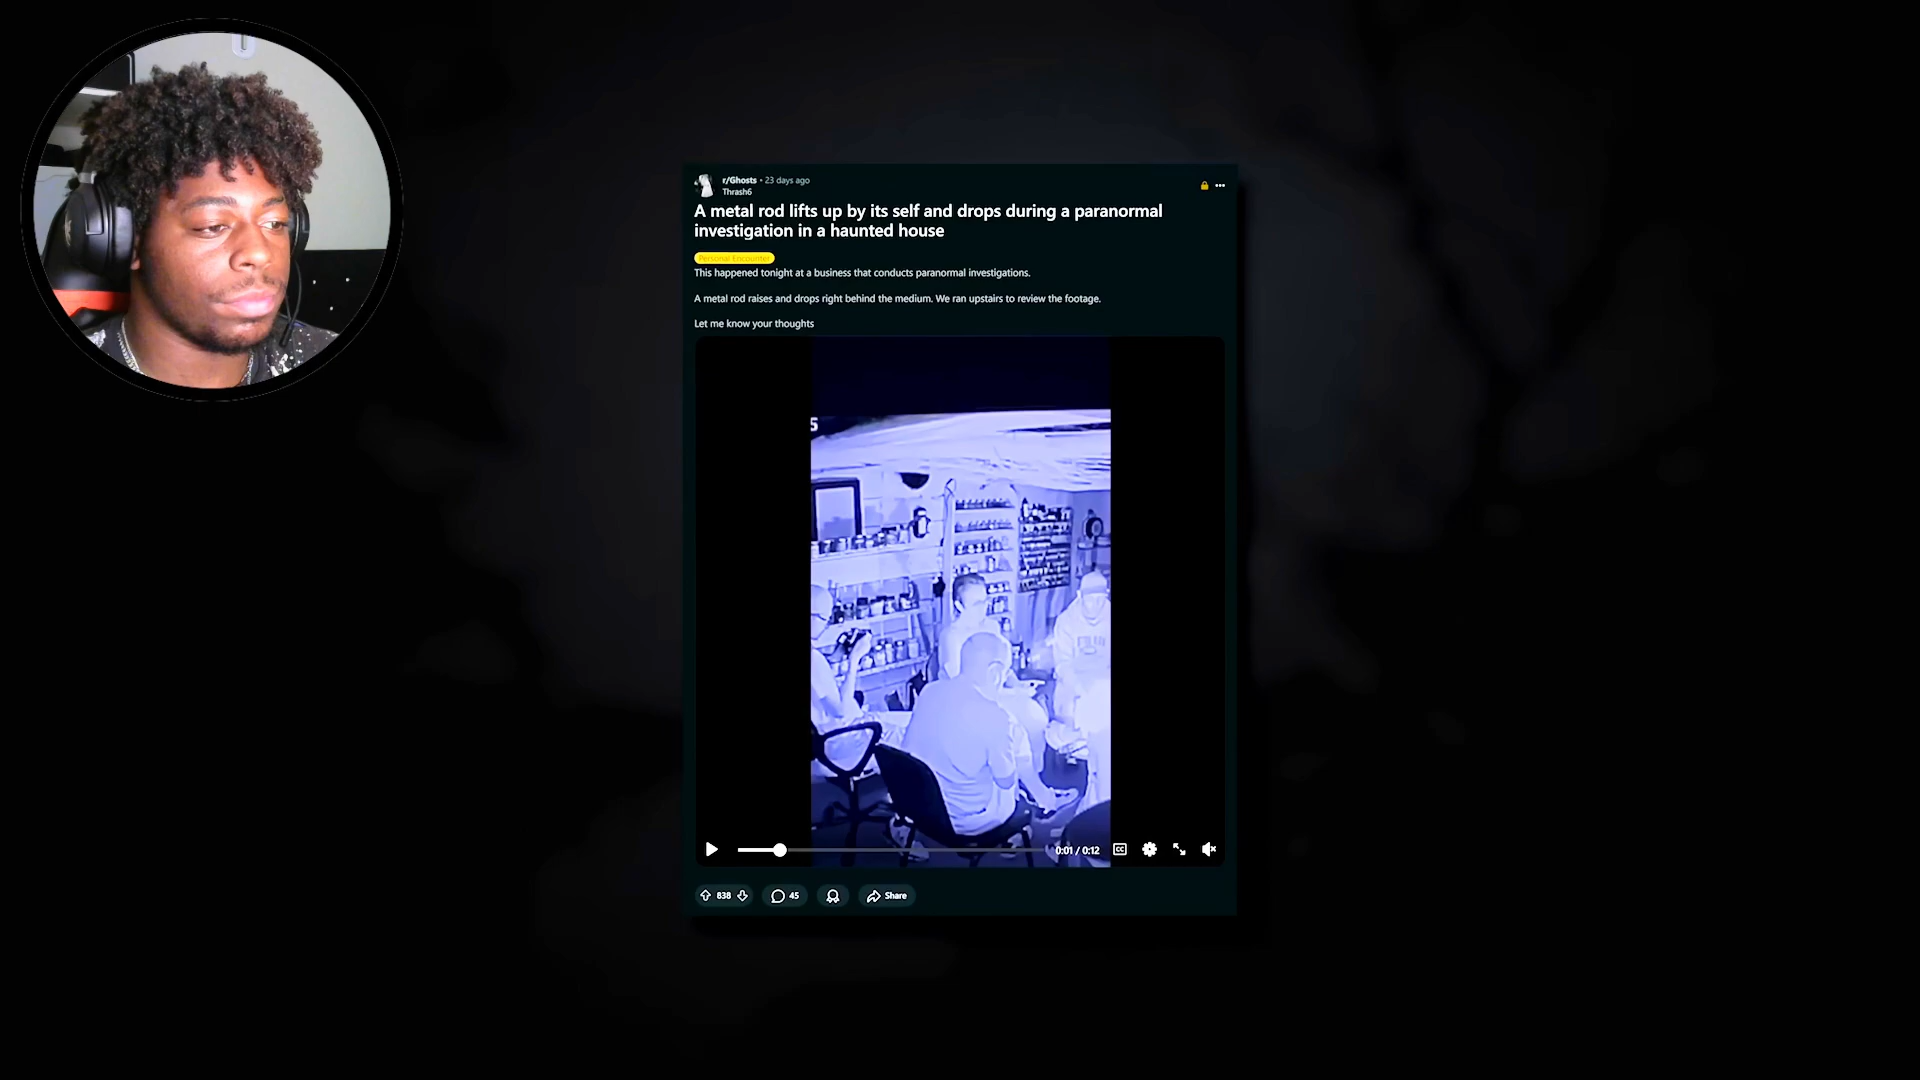 r/Ghosts • 23 days ago
Thrash6
A metal rod lifts up by its self and drops during a paranormal
investigation in a haunted house
Personal Encounter
This happened tonight at a business that conducts paranormal investigations.
A metal rod raises and drops right behind the medium. We ran upstairs to review the footage.
Let me know your thoughts
5
0:01 / 0:12
CC
838
45
Share